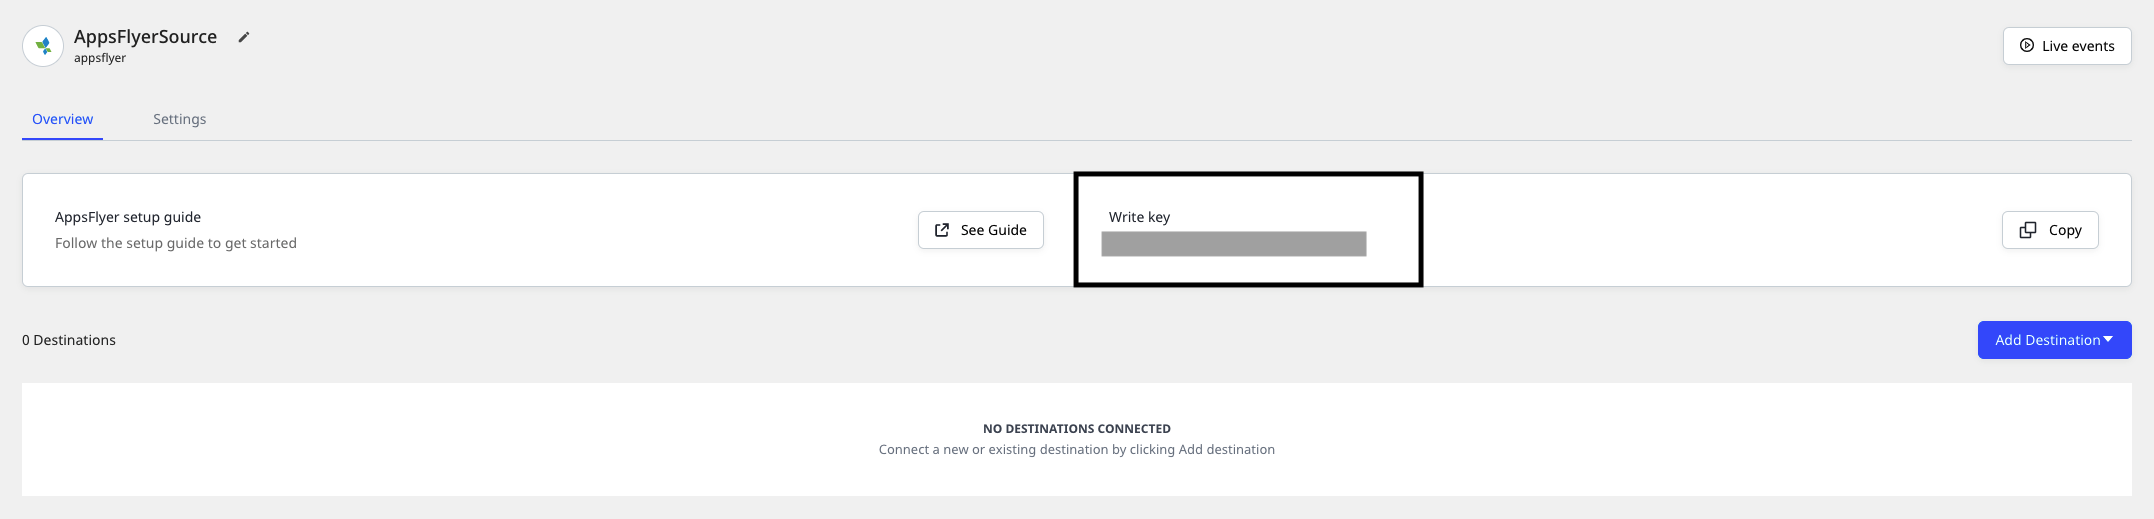 AppsFlyerSource
appsflyer
Live events
Overview
Settings
AppsFlyer setup guide
Follow the setup guide to get started
See Guide
Write key
Copy
0 Destinations
Add Destination
NO DESTINATIONS CONNECTED
Connect a new or existing destination by clicking Add destination